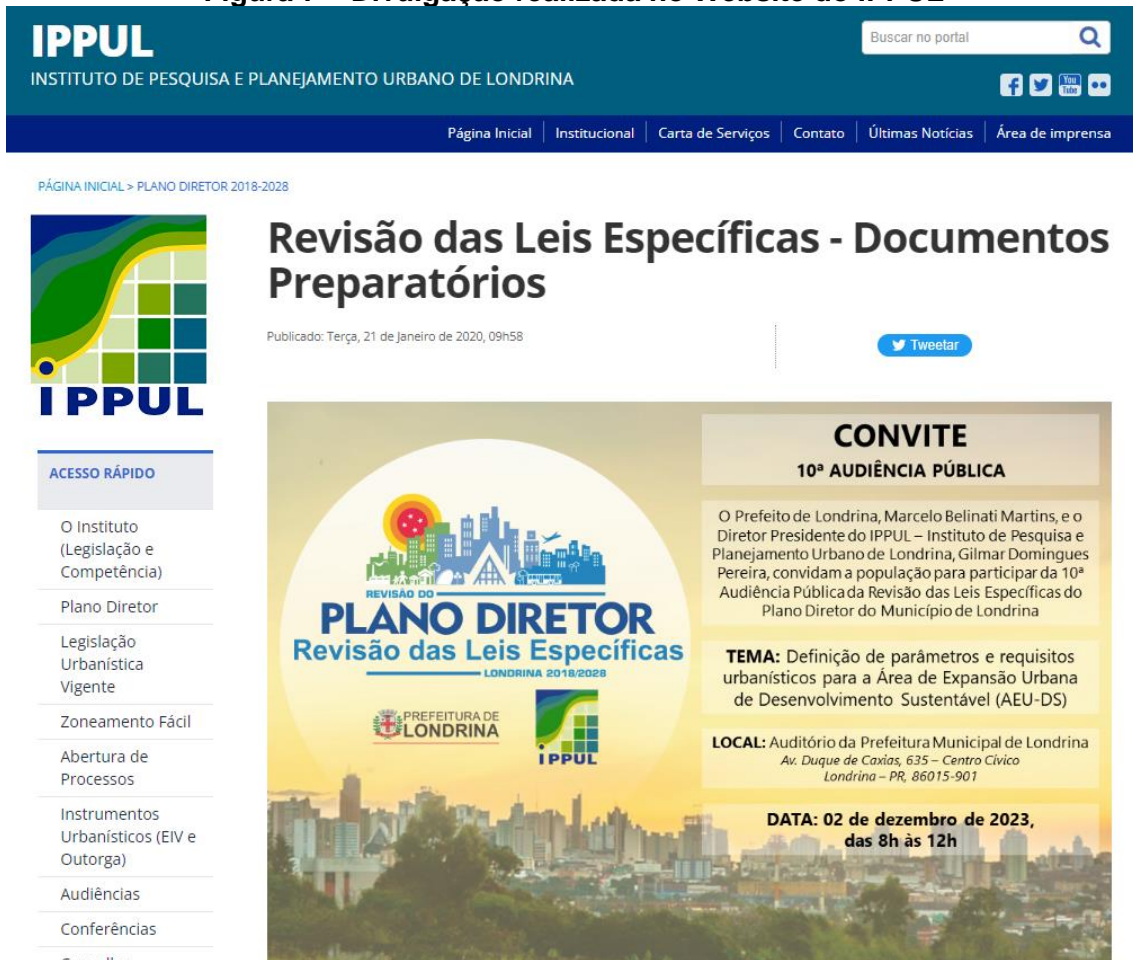 IPPUL
INSTITUTO DE PESQUISA E PLANEJAMENTO URBANO DE LONDRINA
Buscar no portal
You
Tube
Página Inicial
Institucional
Carta de Serviços
Contato
Últimas Notícias
Área de imprensa
PÁGINA INICIAL > PLANO DIRETOR 2018-2028
IPPUL
Revisão das Leis Específicas - Documentos
Preparatórios
Publicado: Terça, 21 de Janeiro de 2020, 09h58
Tweetar
ACESSO RÁPIDO
O Instituto
(Legislação e
Competência)
Plano Diretor
Legislação
Urbanística
Vigente
Zoneamento Fácil
Abertura de
Processos
Instrumentos
Urbanísticos (EIV e
Outorga)
Audiências
Conferências
REVISÃO DO
PLANO DIRETOR
Revisão das Leis Específicas
LONDRINA 2018/2028
PREFEITURA DE
LONDRINA
IPPUL
CONVITE
10ª AUDIÊNCIA PÚBLICA
O Prefeito de Londrina, Marcelo Belinati Martins, e o
Diretor Presidente do IPPUL – Instituto de Pesquisa e
Planejamento Urbano de Londrina, Gilmar Domingues
Pereira, convidam a população para participar da 10ª
Audiência Pública da Revisão das Leis Específicas do
Plano Diretor do Município de Londrina
TEMA: Definição de parâmetros e requisitos
urbanísticos para a Área de Expansão Urbana
de Desenvolvimento Sustentável (AEU-DS)
LOCAL: Auditório da Prefeitura Municipal de Londrina
Av. Duque de Caxias, 635 – Centro Cívico
Londrina – PR, 86015-901
DATA: 02 de dezembro de 2023,
das 8h às 12h